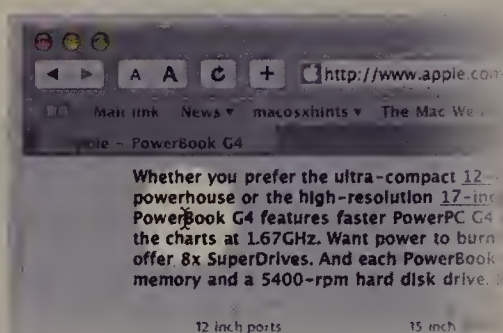 A A C + http://www.apple.com
Mail link News macosxhints The Mac We
PowerBook G4
Whether you prefer the ultra-compact 12-
powerhouse or the high-resolution 17-inc
PowerBook G4 features faster PowerPC G4
the charts at 1.67GHz. Want power to burn
offer 8x SuperDrives. And each PowerBook
memory and a 5400-rpm hard disk drive.
12 inch ports 15 inch